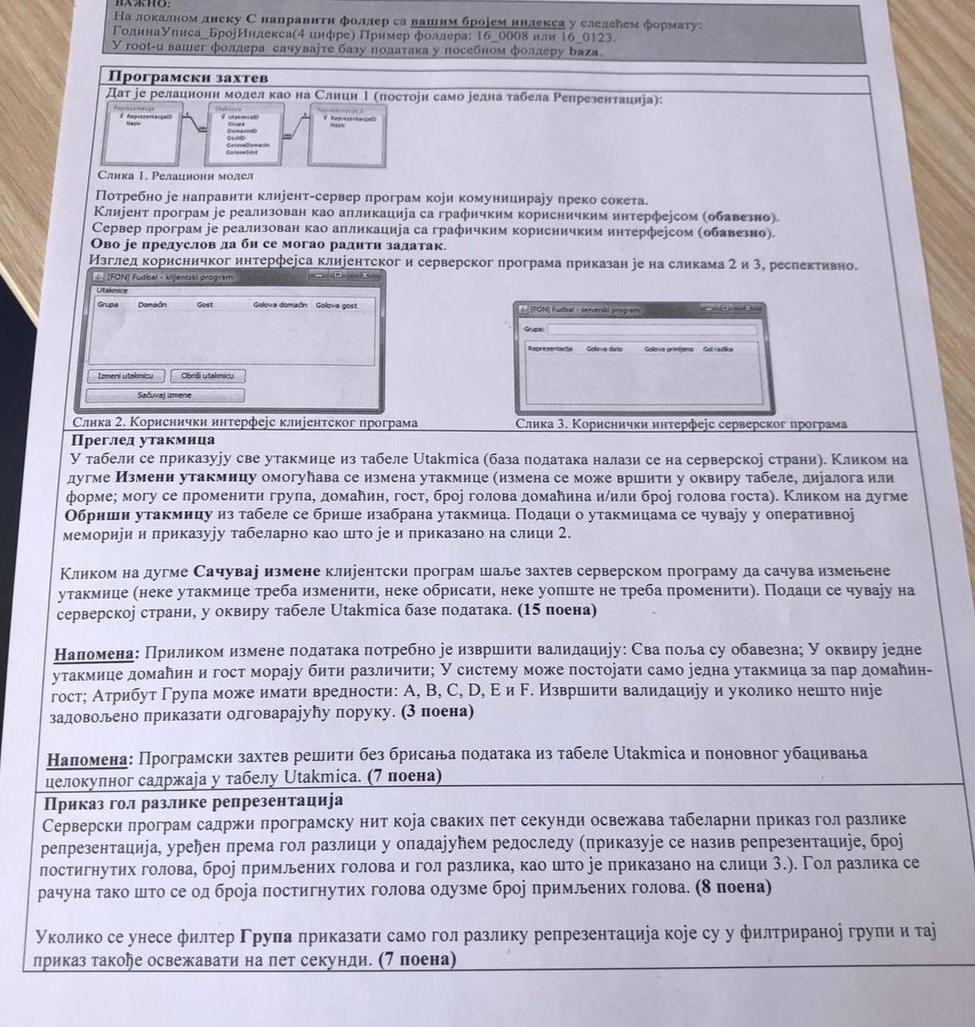 ВАЖНО:
На локалном диску C направити фолдер са вашим бројем индекса у следећем формату:
ГодинаУписа_БројИндекса(4 цифре) Пример фолдера: 16_0008 или 16_0123.
У root-u вашег фолдера сачувајте базу података у посебном фолдеру baza.
Програмски захтев
Дат је релациони модел као на Слици 1 (постоји само једна табела Репрезентација):
Reprezentacija
ReprezentacijaID
Naziv
Utakmica
UtakmicaID
Grupa
DomacinID
GostID
GolovaDomacin
GolovaGost
Reprezentacija_1
ReprezentacijaID
Naziv
Слика 1. Релациони модел
Потребно је направити клијент-сервер програм који комуницирају преко сокета.
Клијент програм је реализован као апликација са графичким корисничким интерфејсом (обавезно).
Сервер програм је реализован као апликација са графичким корисничким интерфејсом (обавезно).
Ово је предуслов да би се могао радити задатак.
Изглед корисничког интерфејса клијентског и серверског програма приказан је на сликама 2 и 3, респективно.
[FON] Fudbal - klijentski program
Utakmice
Grupa Domaćin Gost Golova domaćin Golova gost
Izmeni utakmicu Obriši utakmicu
Sačuvaj izmene
Слика 2. Кориснички интерфејс клијентског програма
[FON] Fudbal - serverski program
Grupa:
Reprezentacija Golova dato Golova primljeno Gol razlika
Слика 3. Кориснички интерфејс серверског програма
Преглед утакмица
У табели се приказују све утакмице из табеле Utakmica (база података налази се на серверској страни). Кликом на
дугме Измени утакмицу омогућава се измена утакмице (измена се може вршити у оквиру табеле, дијалога или
форме; могу се променити група, домаћин, гост, број голова домаћина и/или број голова госта). Кликом на дугме
Обриши утакмицу из табеле се брише изабрана утакмица. Подаци о утакмицама се чувају у оперативној
меморији и приказују табеларно као што је и приказано на слици 2.
Кликом на дугме Сачувај измене клијентски програм шаље захтев серверском програму да сачува измењене
утакмице (неке утакмице треба изменити, неке обрисати, неке уопште не треба променити). Подаци се чувају на
серверској страни, у оквиру табеле Utakmica базе података. (15 поена)
Напомена: Приликом измене података потребно је извршити валидацију: Сва поља су обавезна; У оквиру једне
утакмице домаћин и гост морају бити различити; У систему може постојати само једна утакмица за пар домаћин-
гост; Атрибут Група може имати вредности: A, B, C, D, E и F. Извршити валидацију и уколико нешто није
задовољено приказати одговарајућу поруку. (3 поена)
Напомена: Програмски захтев решити без брисања података из табеле Utakmica и поновног убацивања
целокупног садржаја у табелу Utakmica. (7 поена)
Приказ гол разлике репрезентација
Серверски програм садржи програмску нит која сваких пет секунди освежава табеларни приказ гол разлике
репрезентација, уређен према гол разлици у опадајућем редоследу (приказује се назив репрезентације, број
постигнутих голова, број примљених голова и гол разлика, као што је приказано на слици 3.). Гол разлика се
рачуна тако што се од броја постигнутих голова одузме број примљених голова. (8 поена)
Уколико се унесе филтер Група приказати само гол разлику репрезентација које су у филтрираној групи и тај
приказ такође освежавати на пет секунди. (7 поена)